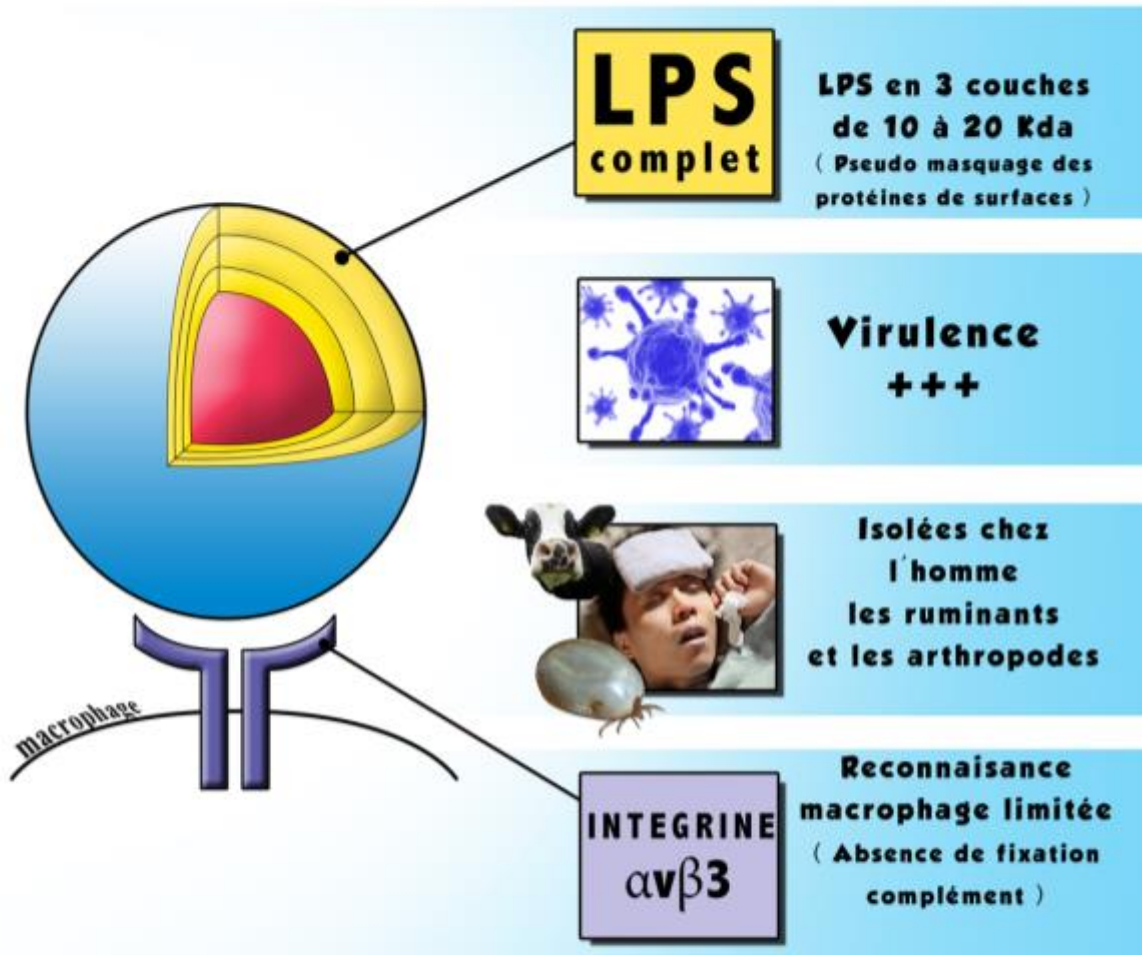 LPS
complet
LPS en 3 couches
de 10 à 20 Kda
( Pseudo masquage des
protéines de surfaces )
Virulence
+++
Isolées chez
l'homme
les ruminants
et les arthropodes
macrophage
INTEGRINE
αvβ3
Reconnaisance
macrophage limitée
( Absence de fixation
complément )